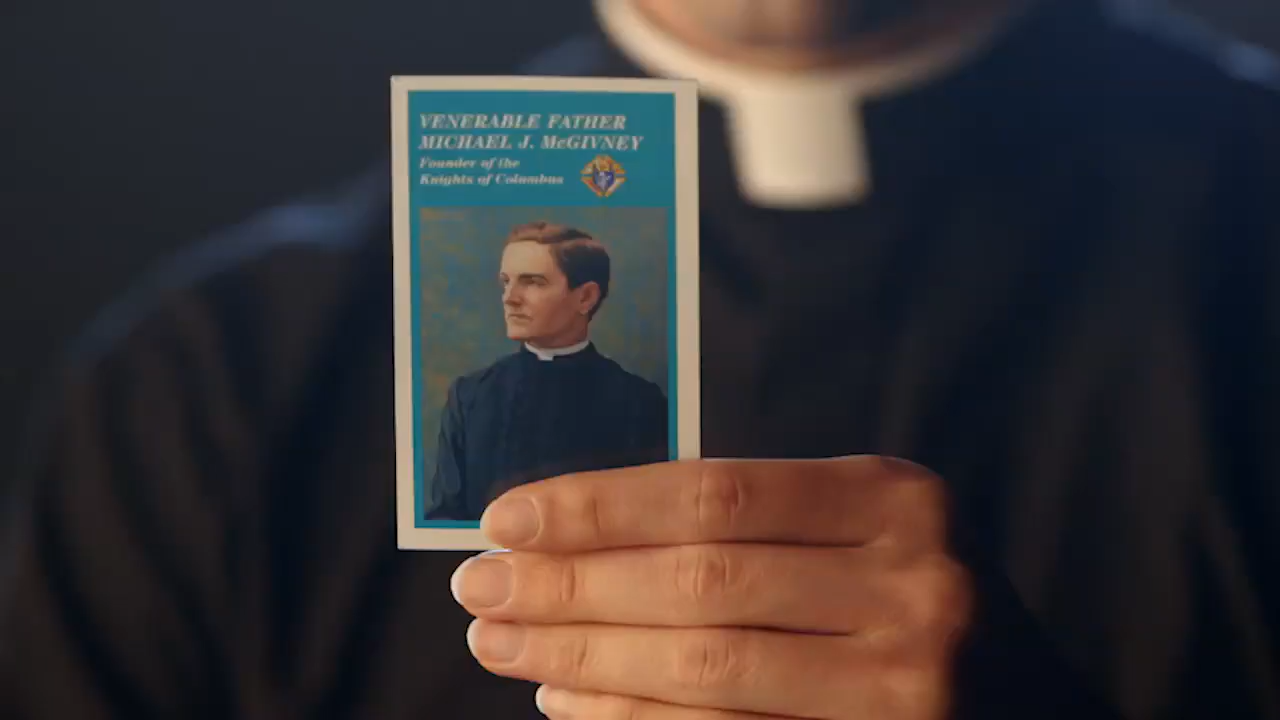 VENERABLE FATHER
MICHAEL J. McGIVNEY
Founder of the
Knights of Columbus